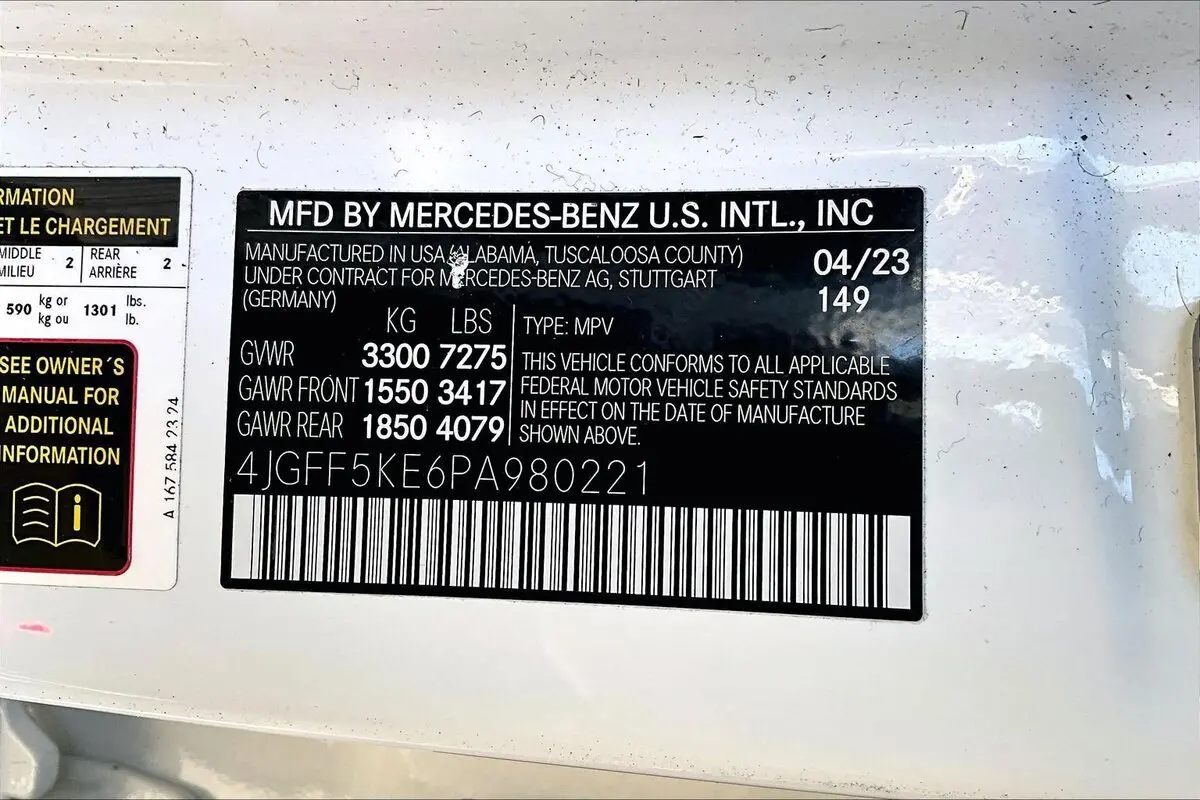 RMATION
ET LE CHARGEMENT
MIDDLE 2 REAR 2
MILIEU ARRIÈRE
590 kg or 1301 lbs.
kg ou lb.
SEE OWNER´S
MANUAL FOR
ADDITIONAL
INFORMATION
i
A 167 584 23 24
MFD BY MERCEDES-BENZ U.S. INTL., INC
MANUFACTURED IN USA (ALABAMA, TUSCALOOSA COUNTY) 04/23
UNDER CONTRACT FOR MERCEDES-BENZ AG, STUTTGART 149
(GERMANY)
KG LBS
GVWR 3300 7275
GAWR FRONT 1550 3417
GAWR REAR 1850 4079
TYPE: MPV
THIS VEHICLE CONFORMS TO ALL APPLICABLE
FEDERAL MOTOR VEHICLE SAFETY STANDARDS
IN EFFECT ON THE DATE OF MANUFACTURE
SHOWN ABOVE.
4JGFF5KE6PA980221